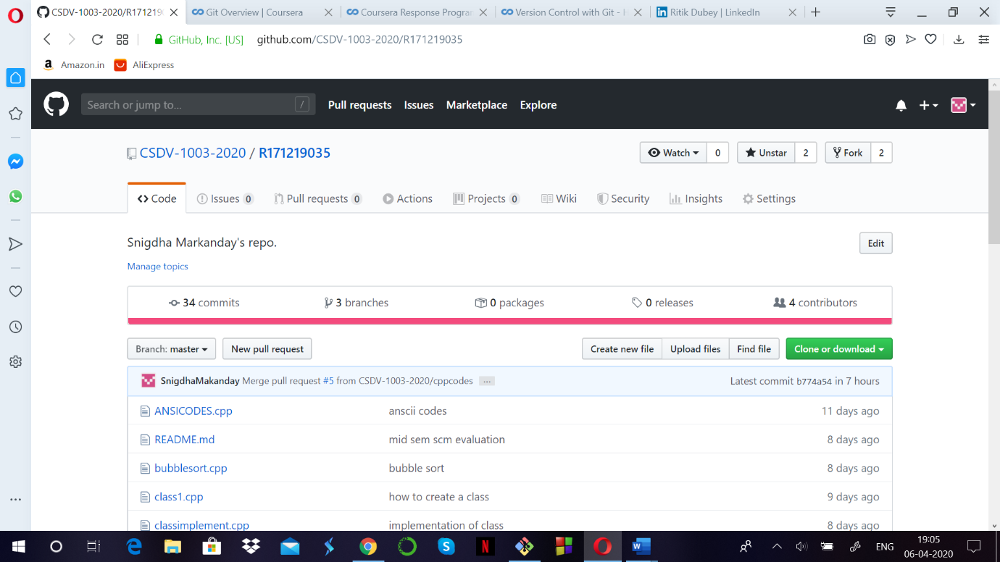 CSDV-1003-2020/R171219
Git Overview | Coursera
Coursera Response Program
Version Control with Git -
Ritik Dubey | LinkedIn
GitHub, Inc. [US]
github.com/CSDV-1003-2020/R171219035
Amazon.in
AliExpress
Search or jump to...
/
Pull requests
Issues
Marketplace
Explore
CSDV-1003-2020 / R171219035
Watch
0
Unstar
2
Fork
2
Code
Issues 0
Pull requests 0
Actions
Projects 0
Wiki
Security
Insights
Settings
Snigdha Markanday's repo.
Edit
Manage topics
34 commits
3 branches
0 packages
0 releases
4 contributors
Branch: master
New pull request
Create new file
Upload files
Find file
Clone or download
SnigdhaMakanday Merge pull request #5 from CSDV-1003-2020/cppcodes ...
Latest commit b774a54 in 7 hours
ANSICODES.cpp
anscii codes
11 days ago
README.md
mid sem scm evaluation
8 days ago
bubblesort.cpp
bubble sort
8 days ago
class1.cpp
how to create a class
9 days ago
classimplement.cpp
implementation of class
8 days ago
ENG
19:05
06-04-2020